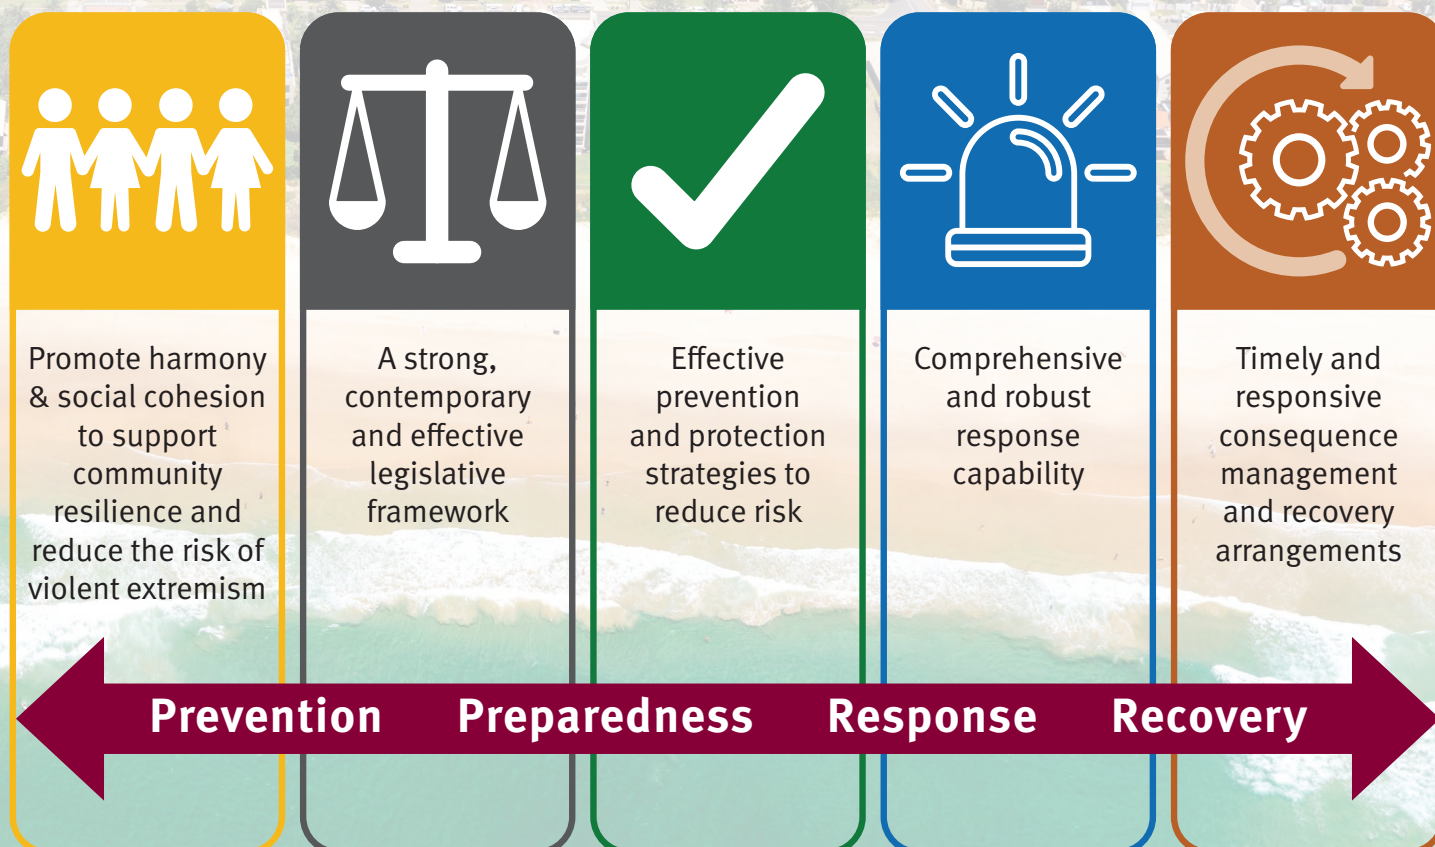 Promote harmony
& social cohesion
to support
community
resilience and
reduce the risk of
violent extremism
A strong,
contemporary
and effective
legislative
framework
Effective
prevention
and protection
strategies to
reduce risk
Comprehensive
and robust
response
capability
Timely and
responsive
consequence
management
and recovery
arrangements
Prevention Preparedness Response Recovery